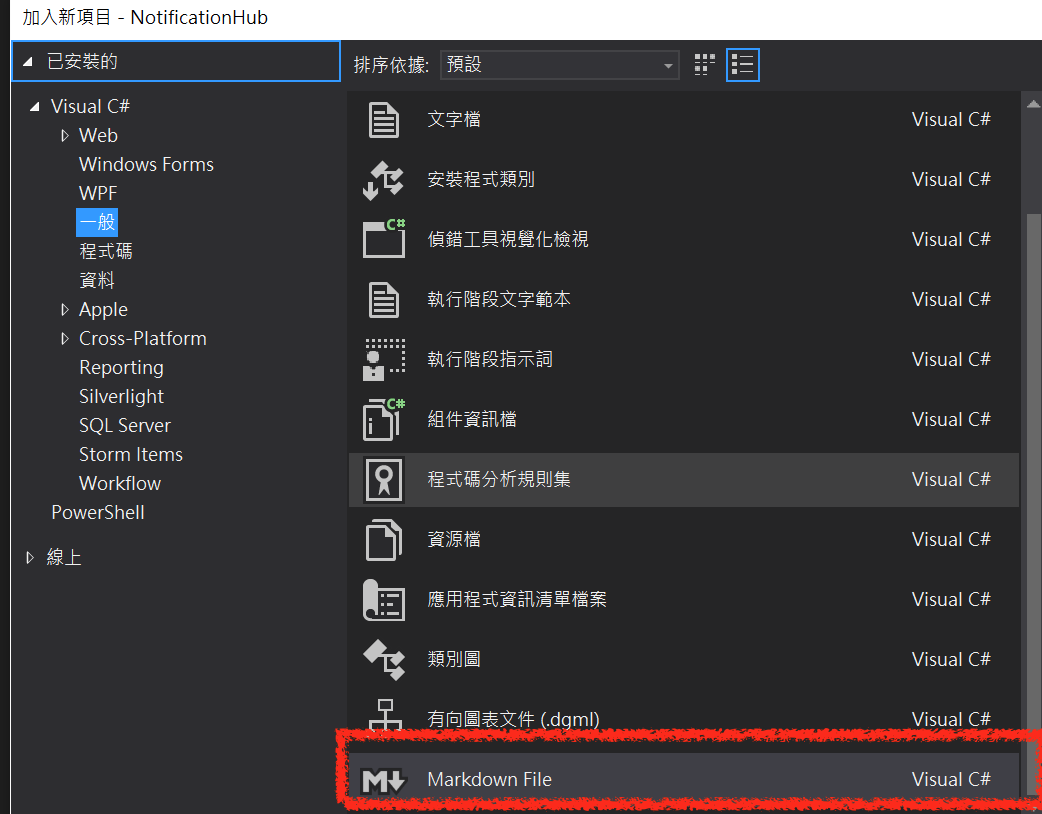 加入新項目 - NotificationHub
已安裝的
排序依據: 預設
Visual C#
Web
Windows Forms
WPF
一般
程式碼
資料
Apple
Cross-Platform
Reporting
Silverlight
SQL Server
Storm Items
Workflow
PowerShell
線上
文字檔 Visual C#
安裝程式類別 Visual C#
C# 偵錯工具視覺化檢視 Visual C#
執行階段文字範本 Visual C#
執行階段指示詞 Visual C#
C# 組件資訊檔 Visual C#
程式碼分析規則集 Visual C#
資源檔 Visual C#
應用程式資訊清單檔案 Visual C#
類別圖 Visual C#
有向圖表文件 (.dgml) Visual C#
M Markdown File Visual C#